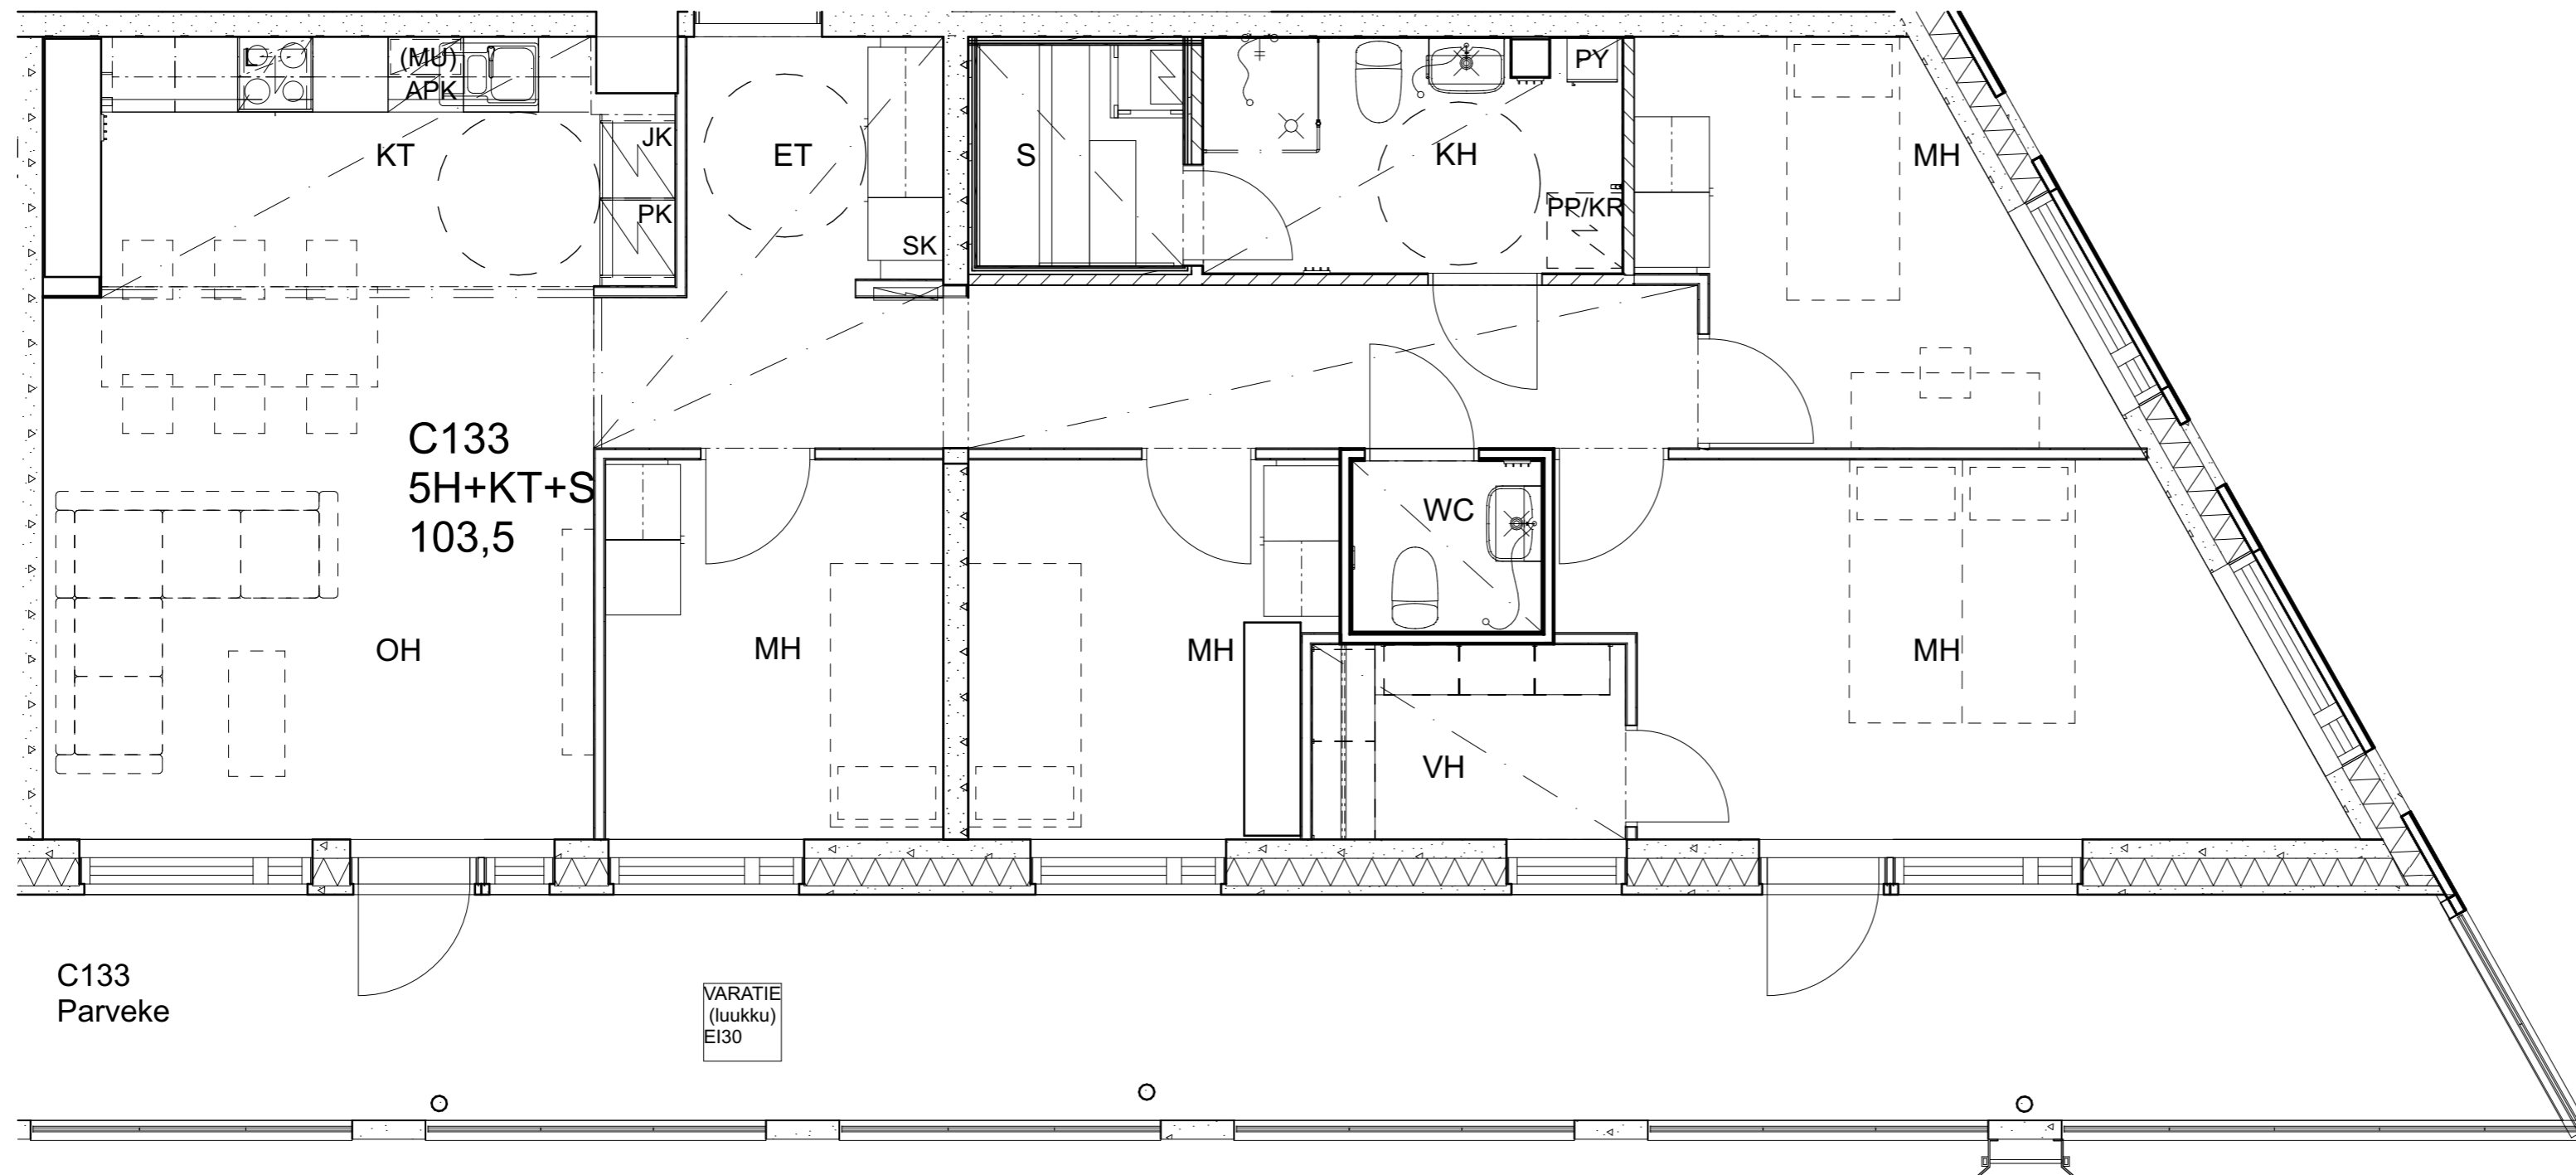 L
(MU)
APK
KT
JK
PK
ET
SK
S
KH
PY
PP/KR
MH
C133
5H+KT+S
103,5
WC
OH
MH
MH
MH
VH
C133
Parveke
VARATIE
(luukku)
EI30